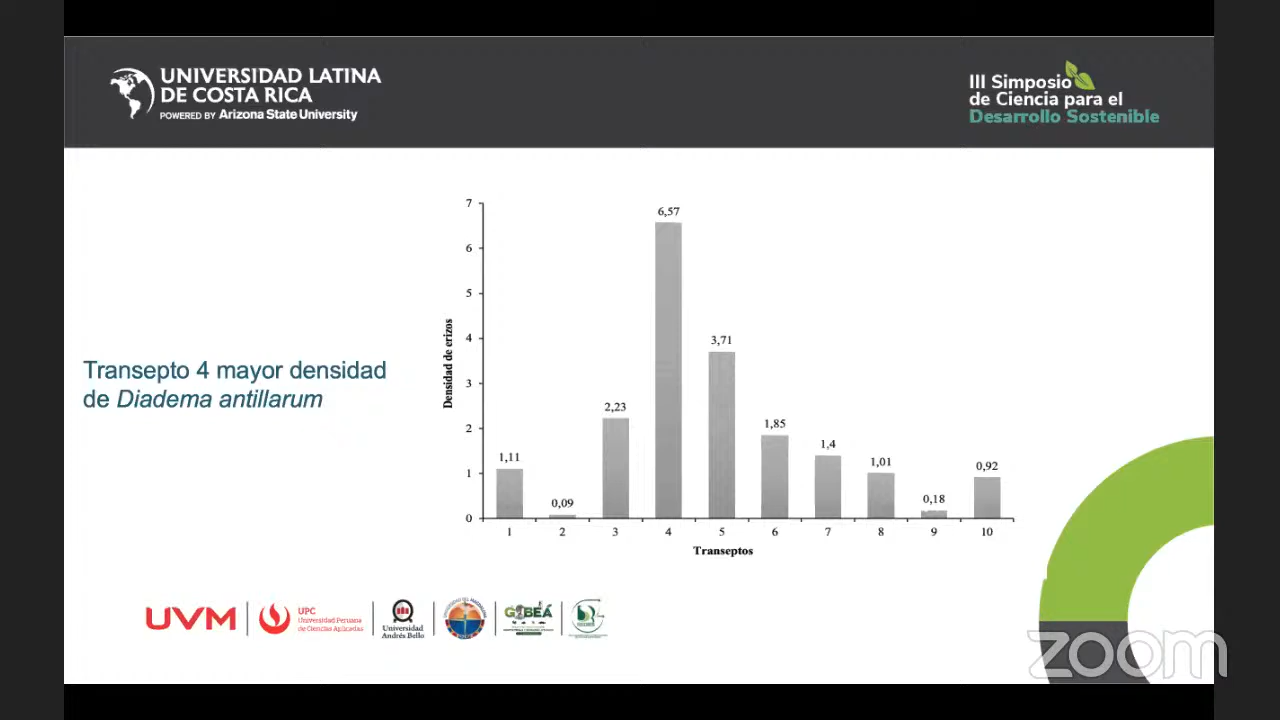 UNIVERSIDAD LATINA
DE COSTA RICA
POWERED BY Arizona State University
III Simposio
de Ciencia para el
Desarrollo Sostenible
Transepto 4 mayor densidad
de Diadema antillarum
Densidad de erizos
7
6
5
4
3
2
1
0
1,11
0,09
2,23
6,57
3,71
1,85
1,4
1,01
0,18
0,92
1 2 3 4 5 6 7 8 9 10
Transeptos
UVM
UPC
Universidad Peruana
de Ciencias Aplicadas
Universidad
Andrés Bello
zoom